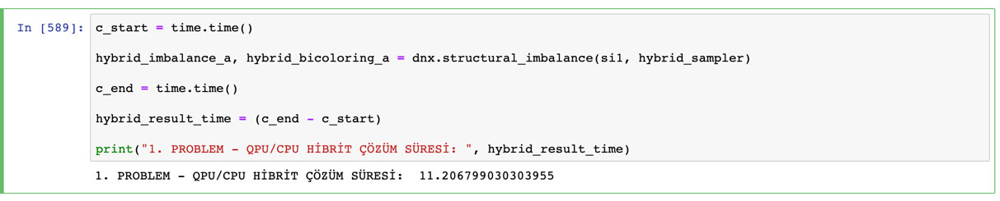 In [589]: c_start = time.time()
hybrid_imbalance_a, hybrid_bicoloring_a = dnx.structural_imbalance(si1, hybrid_sampler)
c_end = time.time()
hybrid_result_time = (c_end - c_start)
print("1. PROBLEM - QPU/CPU HİBRİT ÇÖZÜM SÜRESİ: ", hybrid_result_time)
1. PROBLEM - QPU/CPU HİBRİT ÇÖZÜM SÜRESİ:  11.206799030303955